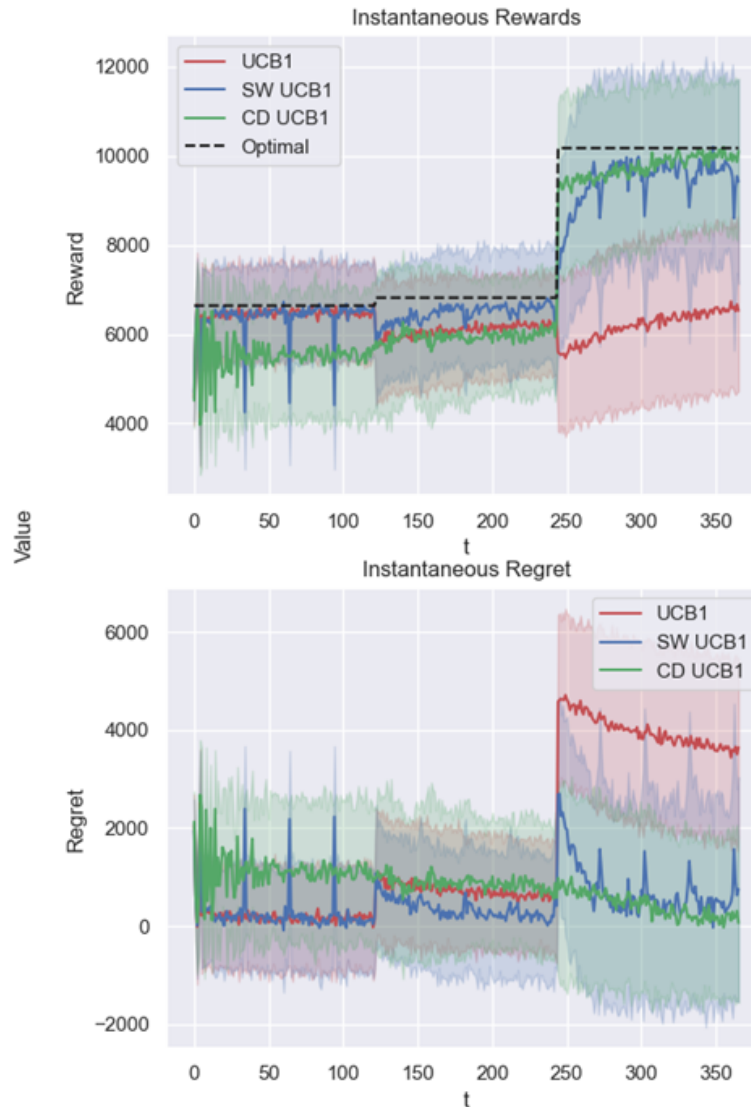 Instantaneous Rewards
12000
10000
8000
6000
4000
Reward
UCB1
SW UCB1
CD UCB1
Optimal
0 50 100 150 200 250 300 350
t
Value
Instantaneous Regret
6000
4000
2000
0
−2000
Regret
UCB1
SW UCB1
CD UCB1
0 50 100 150 200 250 300 350
t